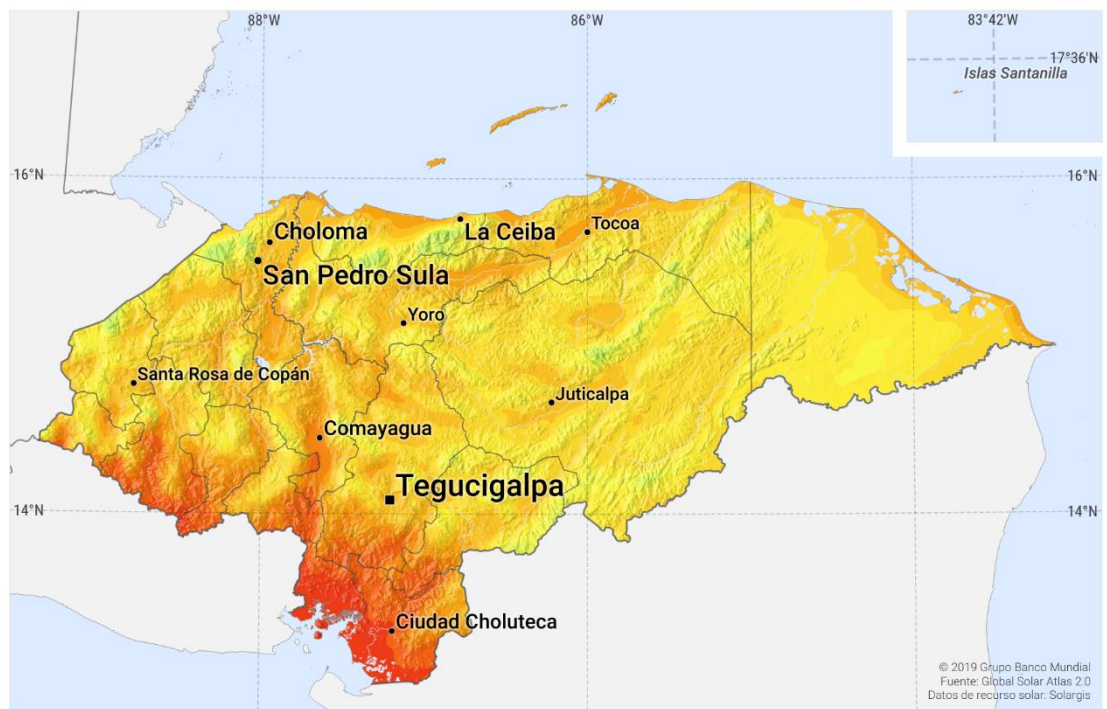 88°W
86°W
83°42'W
17°36'N
Islas Santanilla
16°N
16°N
Choloma
La Ceiba
Tocoa
San Pedro Sula
Yoro
Santa Rosa de Copán
Juticalpa
Comayagua
Tegucigalpa
14°N
14°N
Ciudad Choluteca
© 2019 Grupo Banco Mundial
Fuente: Global Solar Atlas 2.0
Datos de recurso solar: Solargis